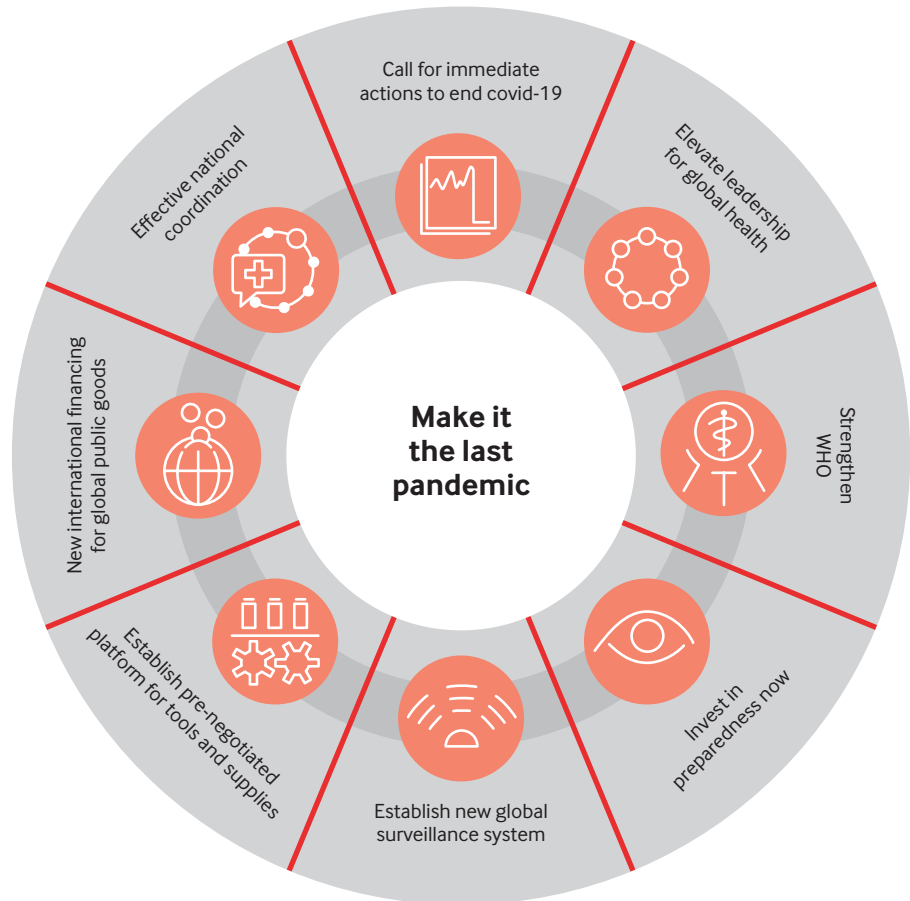 Call for immediate
actions to end covid-19
Elevate leadership
for global health
Strengthen
WHO
Invest in
preparedness now
Establish new global
surveillance system
Establish pre-negotiated
platform for tools and supplies
New international financing
for global public goods
Effective national
coordination
Make it
the last
pandemic